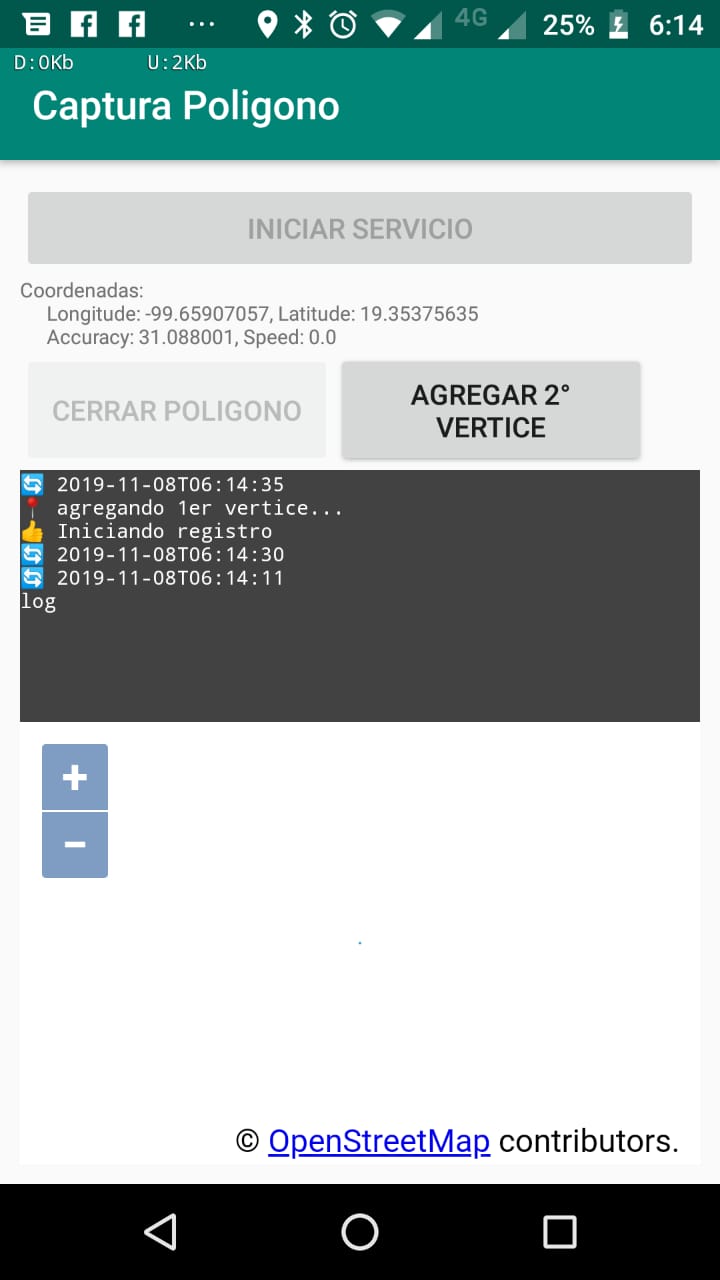 4G 25% 6:14
D:0Kb U:2Kb
Captura Poligono
INICIAR SERVICIO
Coordenadas:
Longitude: -99.65907057, Latitude: 19.35375635
Accuracy: 31.088001, Speed: 0.0
CERRAR POLIGONO
AGREGAR 2°
VERTICE
2019-11-08T06:14:35
agregando 1er vertice...
Iniciando registro
2019-11-08T06:14:30
2019-11-08T06:14:11
log
+
−
© OpenStreetMap contributors.